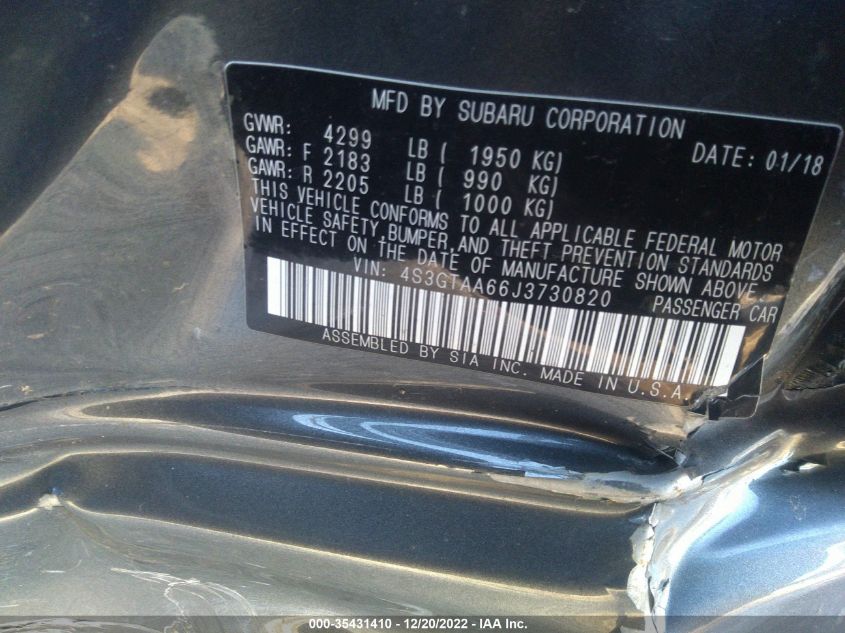 MFD BY SUBARU CORPORATION
GVWR: 4299 LB ( 1950 KG) DATE: 01/18
GAWR: F 2183 LB ( 990 KG)
GAWR: R 2205 LB ( 1000 KG)
THIS VEHICLE CONFORMS TO ALL APPLICABLE FEDERAL MOTOR
VEHICLE SAFETY,BUMPER,AND THEFT PREVENTION STANDARDS
IN EFFECT ON THE DATE OF MANUFACTURE SHOWN ABOVE.
VIN: 4S3GTAA66J3730820 PASSENGER CAR
ASSEMBLED BY SIA INC. MADE IN U.S.A.
000-35431410 - 12/20/2022 - IAA Inc.